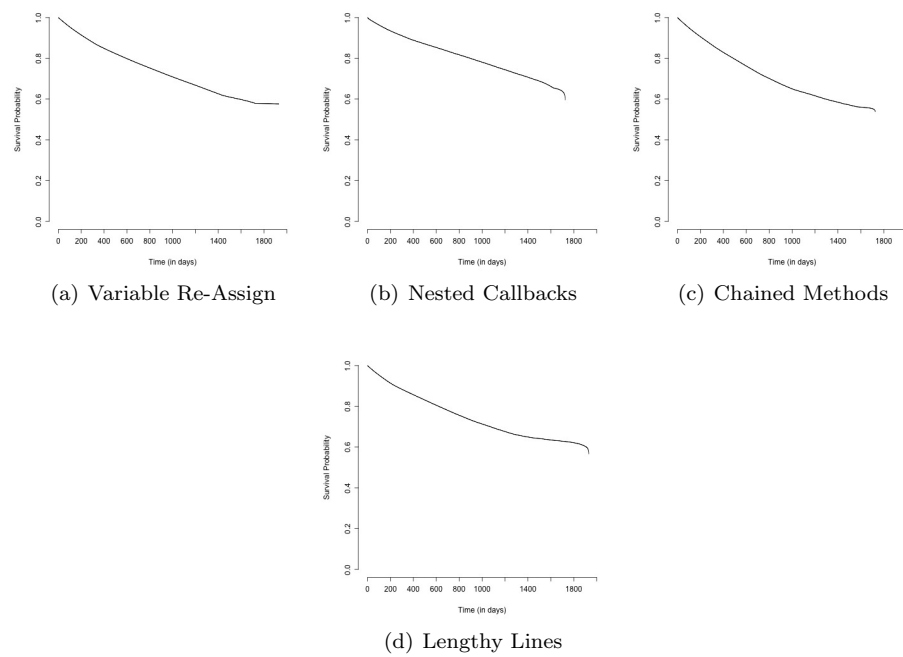 1.0
0.8
0.6
0.4
0.2
0.0
Survival Probability
0 200 400 600 800 1000 1400 1800
Time (in days)
(a) Variable Re-Assign
1.0
0.8
0.6
0.4
0.2
0.0
Survival Probability
0 200 400 600 800 1000 1400 1800
Time (in days)
(b) Nested Callbacks
1.0
0.8
0.6
0.4
0.2
0.0
Survival Probability
0 200 400 600 800 1000 1400 1800
Time (in days)
(c) Chained Methods
1.0
0.8
0.6
0.4
0.2
0.0
Survival Probability
0 200 400 600 800 1000 1400 1800
Time (in days)
(d) Lengthy Lines